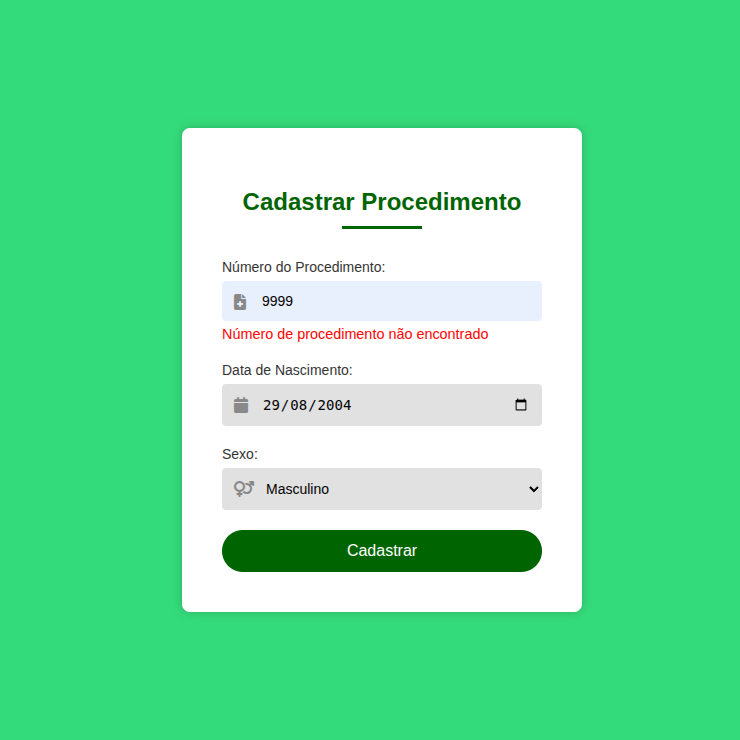 Cadastrar Procedimento
Número do Procedimento:
9999
Número de procedimento não encontrado
Data de Nascimento:
29/08/2004
Sexo:
Masculino
Cadastrar